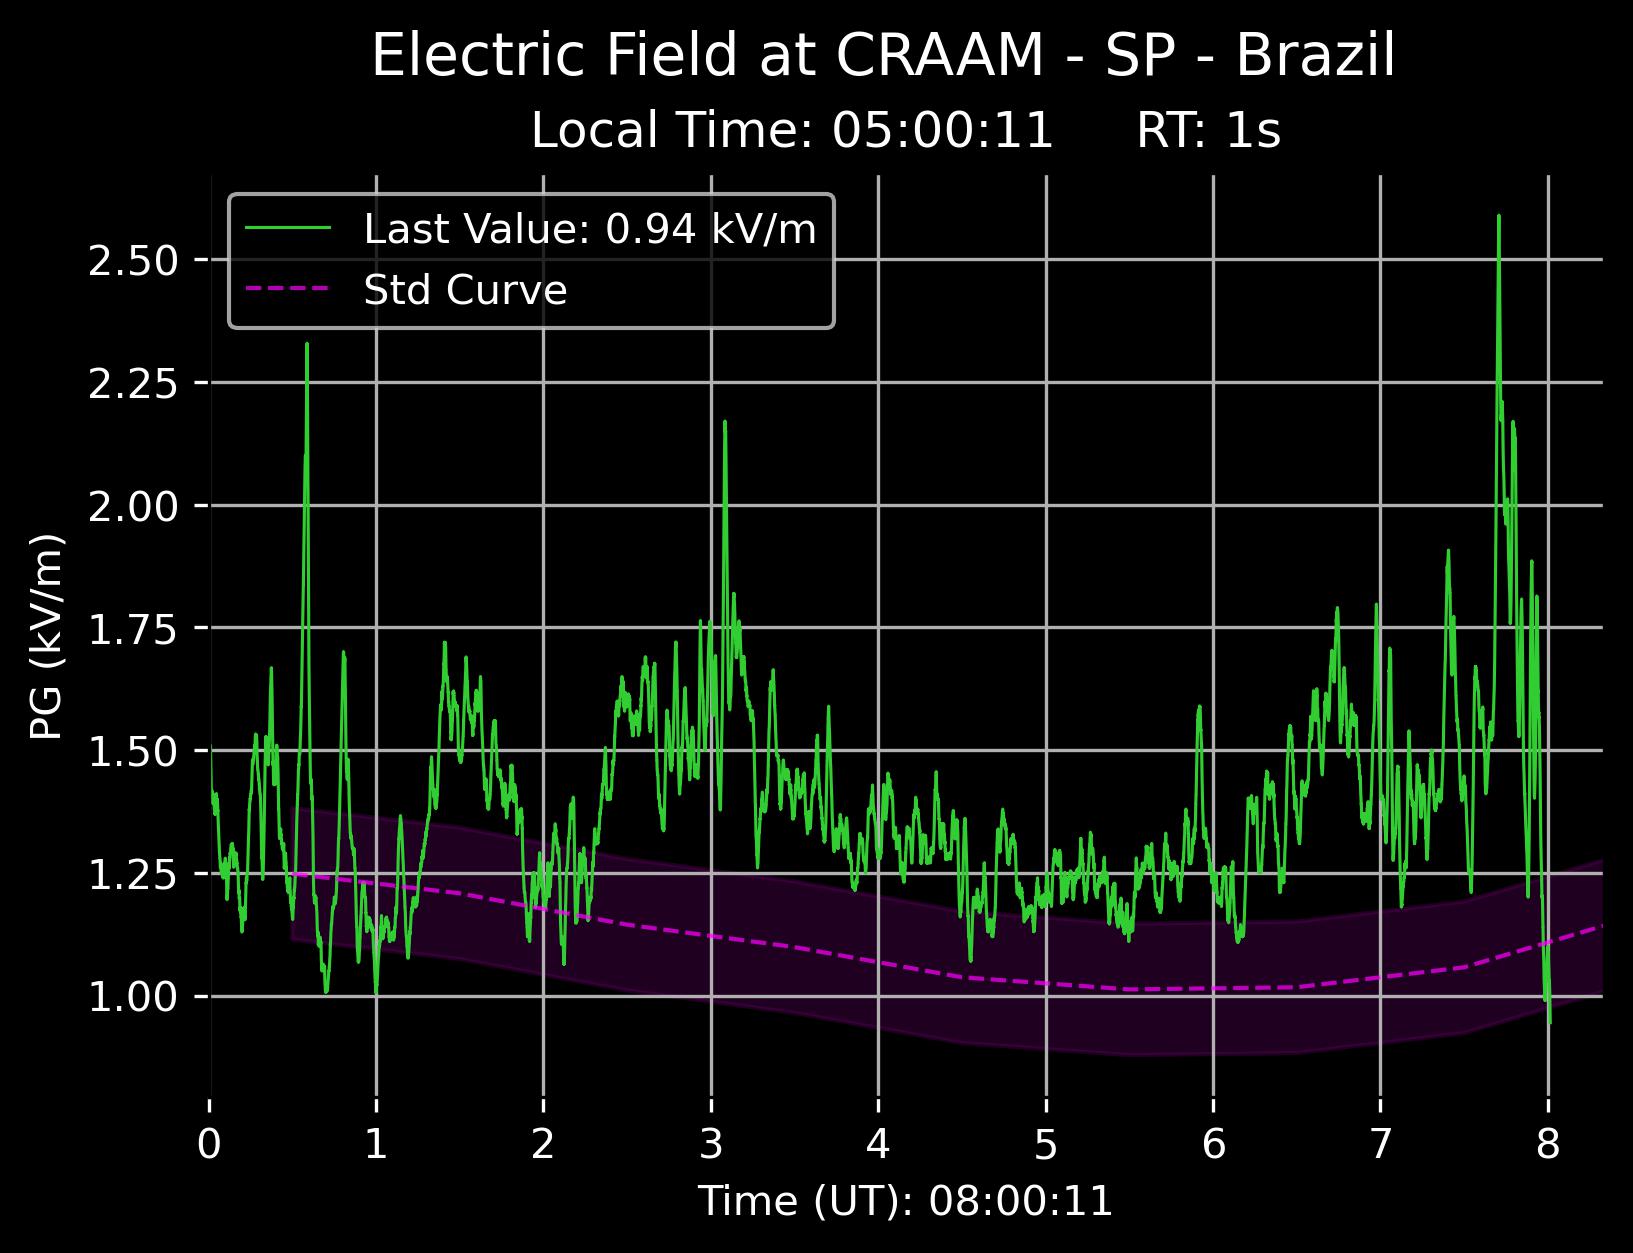 Electric Field at CRAAM - SP - Brazil
Local Time: 05:00:11 RT: 1s
Last Value: 0.94 kV/m
Std Curve
PG (kV/m)
2.50
2.25
2.00
1.75
1.50
1.25
1.00
0 1 2 3 4 5 6 7 8
Time (UT): 08:00:11